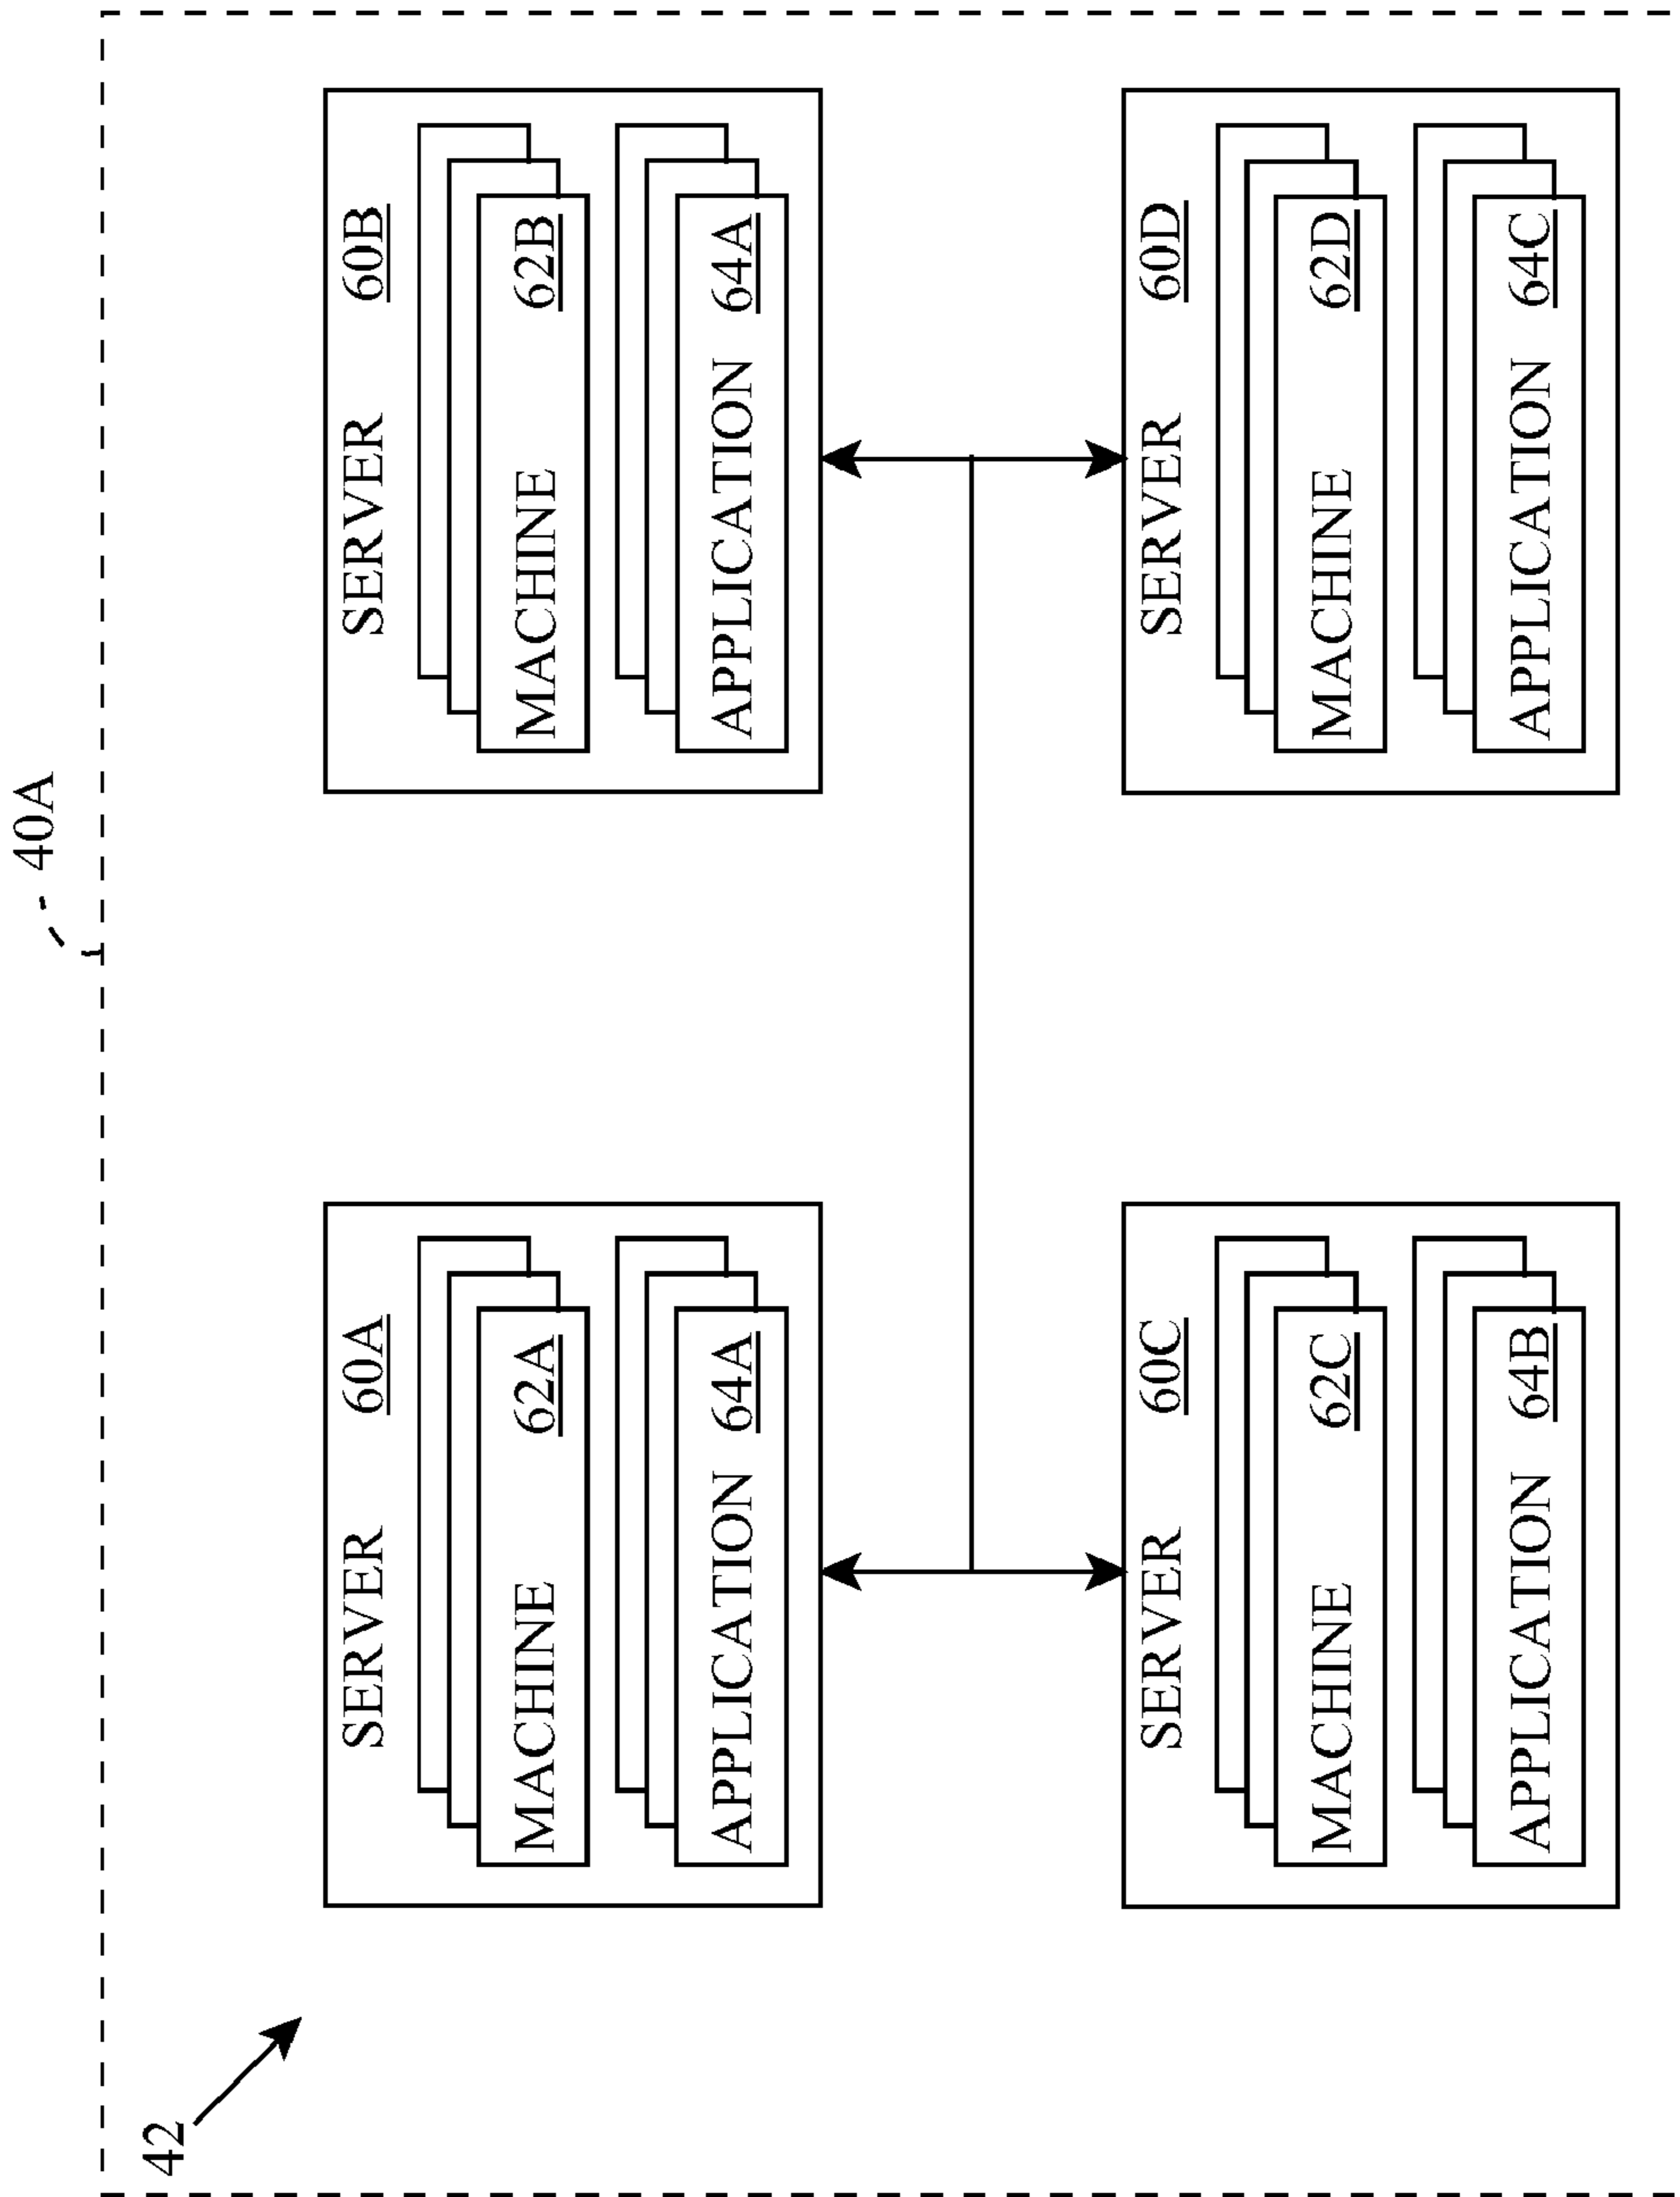 40A
42
SERVER 60A
MACHINE 62A
APPLICATION 64A
SERVER 60B
MACHINE 62B
APPLICATION 64A
SERVER 60C
MACHINE 62C
APPLICATION 64B
SERVER 60D
MACHINE 62D
APPLICATION 64C